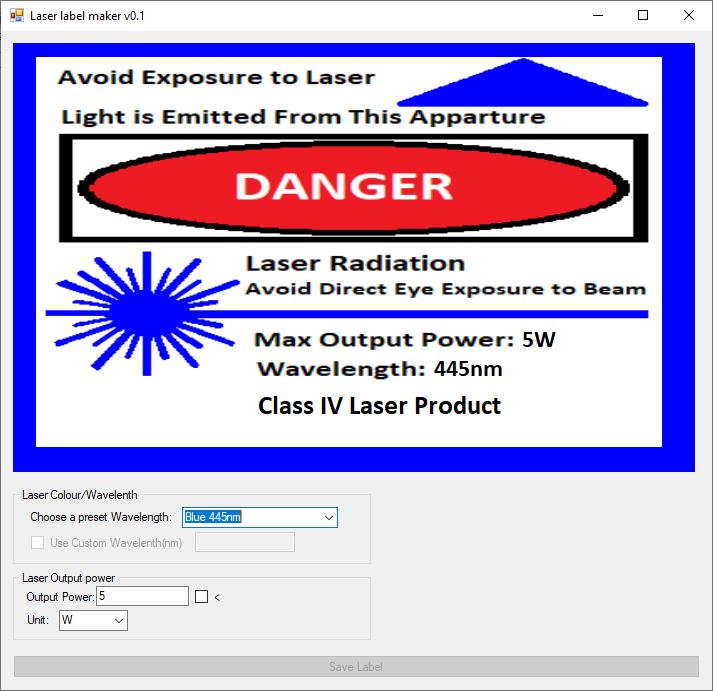 Laser label maker v0.1
Avoid Exposure to Laser
Light is Emitted From This Apparture
DANGER
Laser Radiation
Avoid Direct Eye Exposure to Beam
Max Output Power: 5W
Wavelength: 445nm
Class IV Laser Product
Laser Colour/Wavelenth
Choose a preset Wavelength: Blue 445nm
Use Custom Wavelenth(nm)
Laser Output power
Output Power: 5 <
Unit: W
Save Label